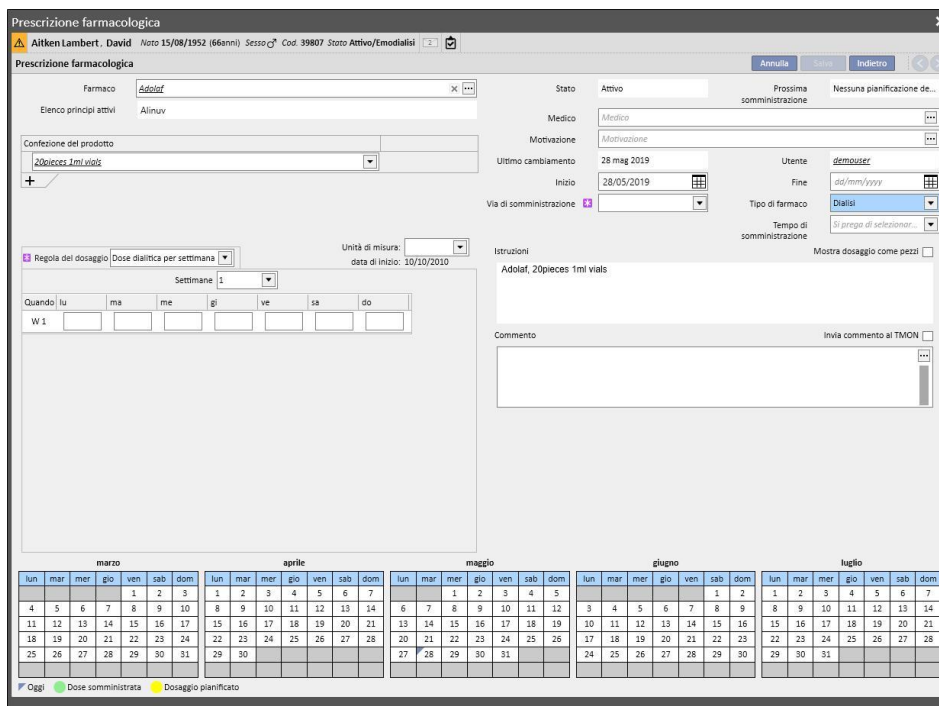 Prescrizione farmacologica
Aitken Lambert, David Nato 15/08/1952 (66anni) Sesso Cod. 39807 Stato Attivo/Emodialisi 2
Prescrizione farmacologica Annulla Salva Indietro
Farmaco Adolaf
Elenco principi attivi Alinuv
Confezione del prodotto
20pieces 1ml vials
+
Stato Attivo Prossima somministrazione Nessuna pianificazione de...
Medico Medico
Motivazione Motivazione
Ultimo cambiamento 28 mag 2019 Utente demouser
Inizio 28/05/2019 Fine dd/mm/yyyy
Via di somministrazione Tipo di farmaco Dialisi
Tempo di somministrazione Si prega di selezionar...
Regola del dosaggio Dose dialitica per settimana
Unità di misura:
data di inizio: 10/10/2010
Settimane 1
Quando lu ma me gi ve sa do
W 1
Istruzioni Mostra dosaggio come pezzi
Adolaf, 20pieces 1ml vials
Commento Invia commento al TMON
marzo
lun mar mer gio ven sab dom
1 2 3
4 5 6 7 8 9 10
11 12 13 14 15 16 17
18 19 20 21 22 23 24
25 26 27 28 29 30 31
aprile
lun mar mer gio ven sab dom
1 2 3 4 5 6 7
8 9 10 11 12 13 14
15 16 17 18 19 20 21
22 23 24 25 26 27 28
29 30
maggio
lun mar mer gio ven sab dom
1 2 3 4 5
6 7 8 9 10 11 12
13 14 15 16 17 18 19
20 21 22 23 24 25 26
27 28 29 30 31
giugno
lun mar mer gio ven sab dom
1 2
3 4 5 6 7 8 9
10 11 12 13 14 15 16
17 18 19 20 21 22 23
24 25 26 27 28 29 30
luglio
lun mar mer gio ven sab dom
1 2 3 4 5 6 7
8 9 10 11 12 13 14
15 16 17 18 19 20 21
22 23 24 25 26 27 28
29 30 31
Oggi Dose somministrata Dosaggio pianificato